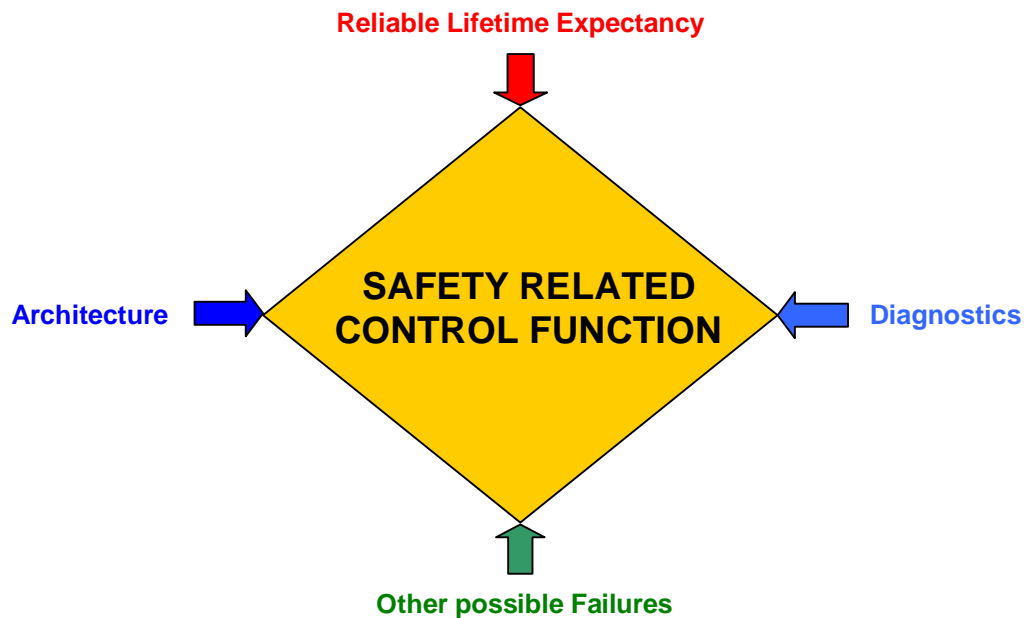 Reliable Lifetime Expectancy
Architecture
SAFETY RELATED
CONTROL FUNCTION
Diagnostics
Other possible Failures